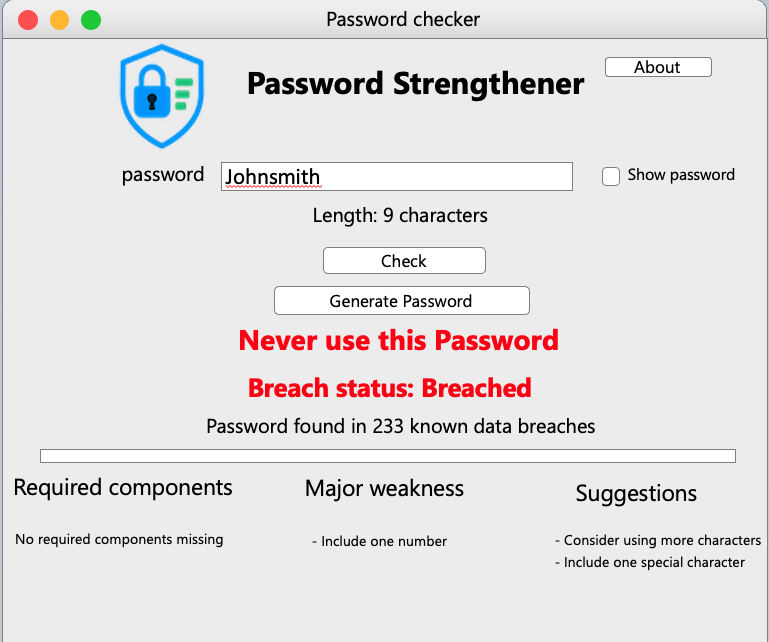 Password checker
Password Strengthener
About
password
Johnsmith
Show password
Length: 9 characters
Check
Generate Password
Never use this Password
Breach status: Breached
Password found in 233 known data breaches
Required components
Major weakness
Suggestions
No required components missing
- Include one number
- Consider using more characters
- Include one special character